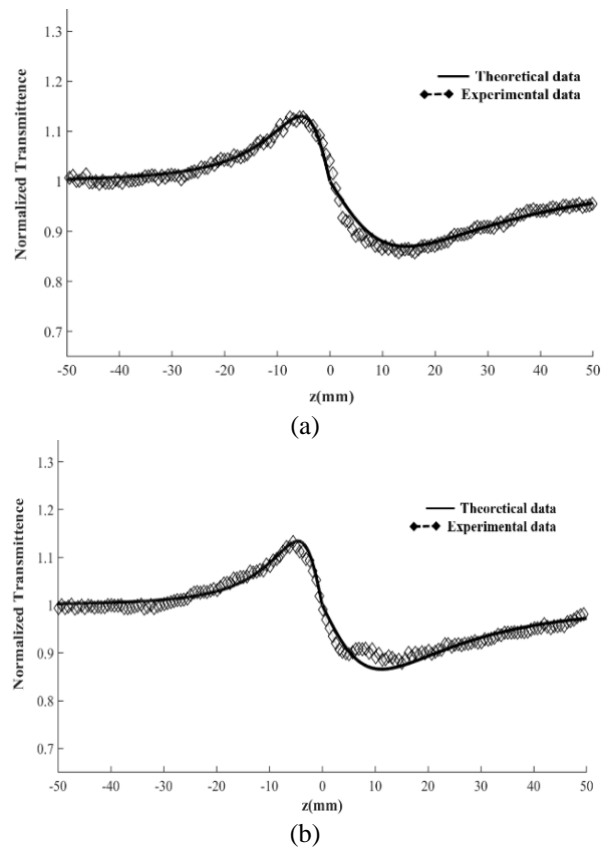 1.3
1.2
1.1
1
0.9
0.8
0.7
Normalized Transmittence
Theoretical data
Experimental data
-50 -40 -30 -20 -10 0 10 20 30 40 50
z(mm)
(a)
1.3
1.2
1.1
1
0.9
0.8
0.7
Normalized Transmittence
Theoretical data
Experimental data
-50 -40 -30 -20 -10 0 10 20 30 40 50
z(mm)
(b)